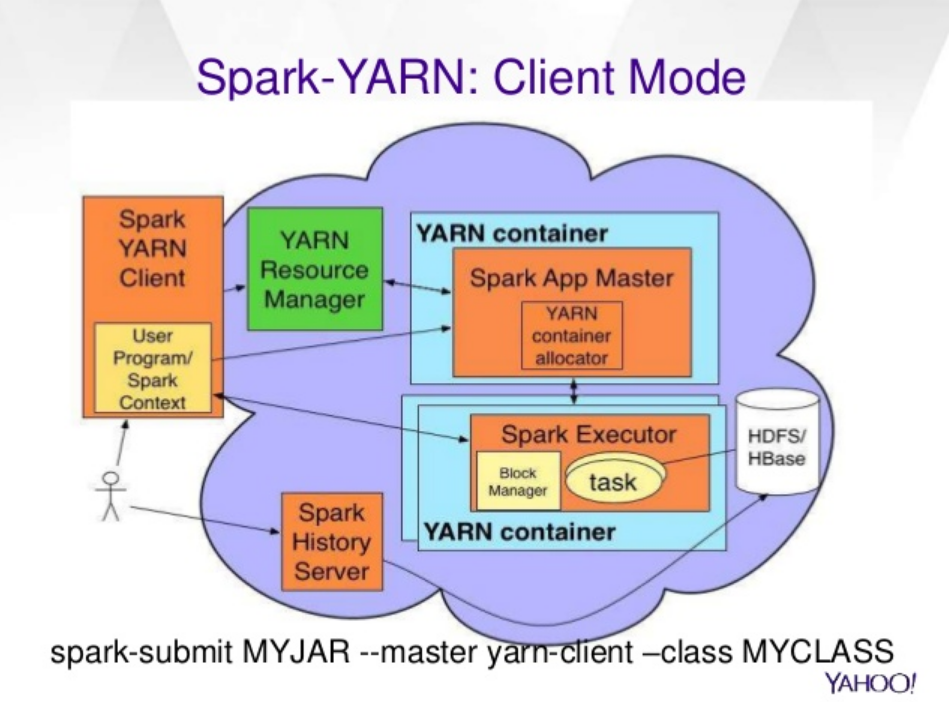 Spark-YARN: Client Mode
Spark
YARN
Client
User
Program/
Spark
Context
YARN
Resource
Manager
YARN container
Spark App Master
YARN
container
allocator
Spark Executor
Block
Manager
task
YARN container
HDFS/
HBase
Spark
History
Server
spark-submit MYJAR --master yarn-client –class MYCLASS
YAHOO!